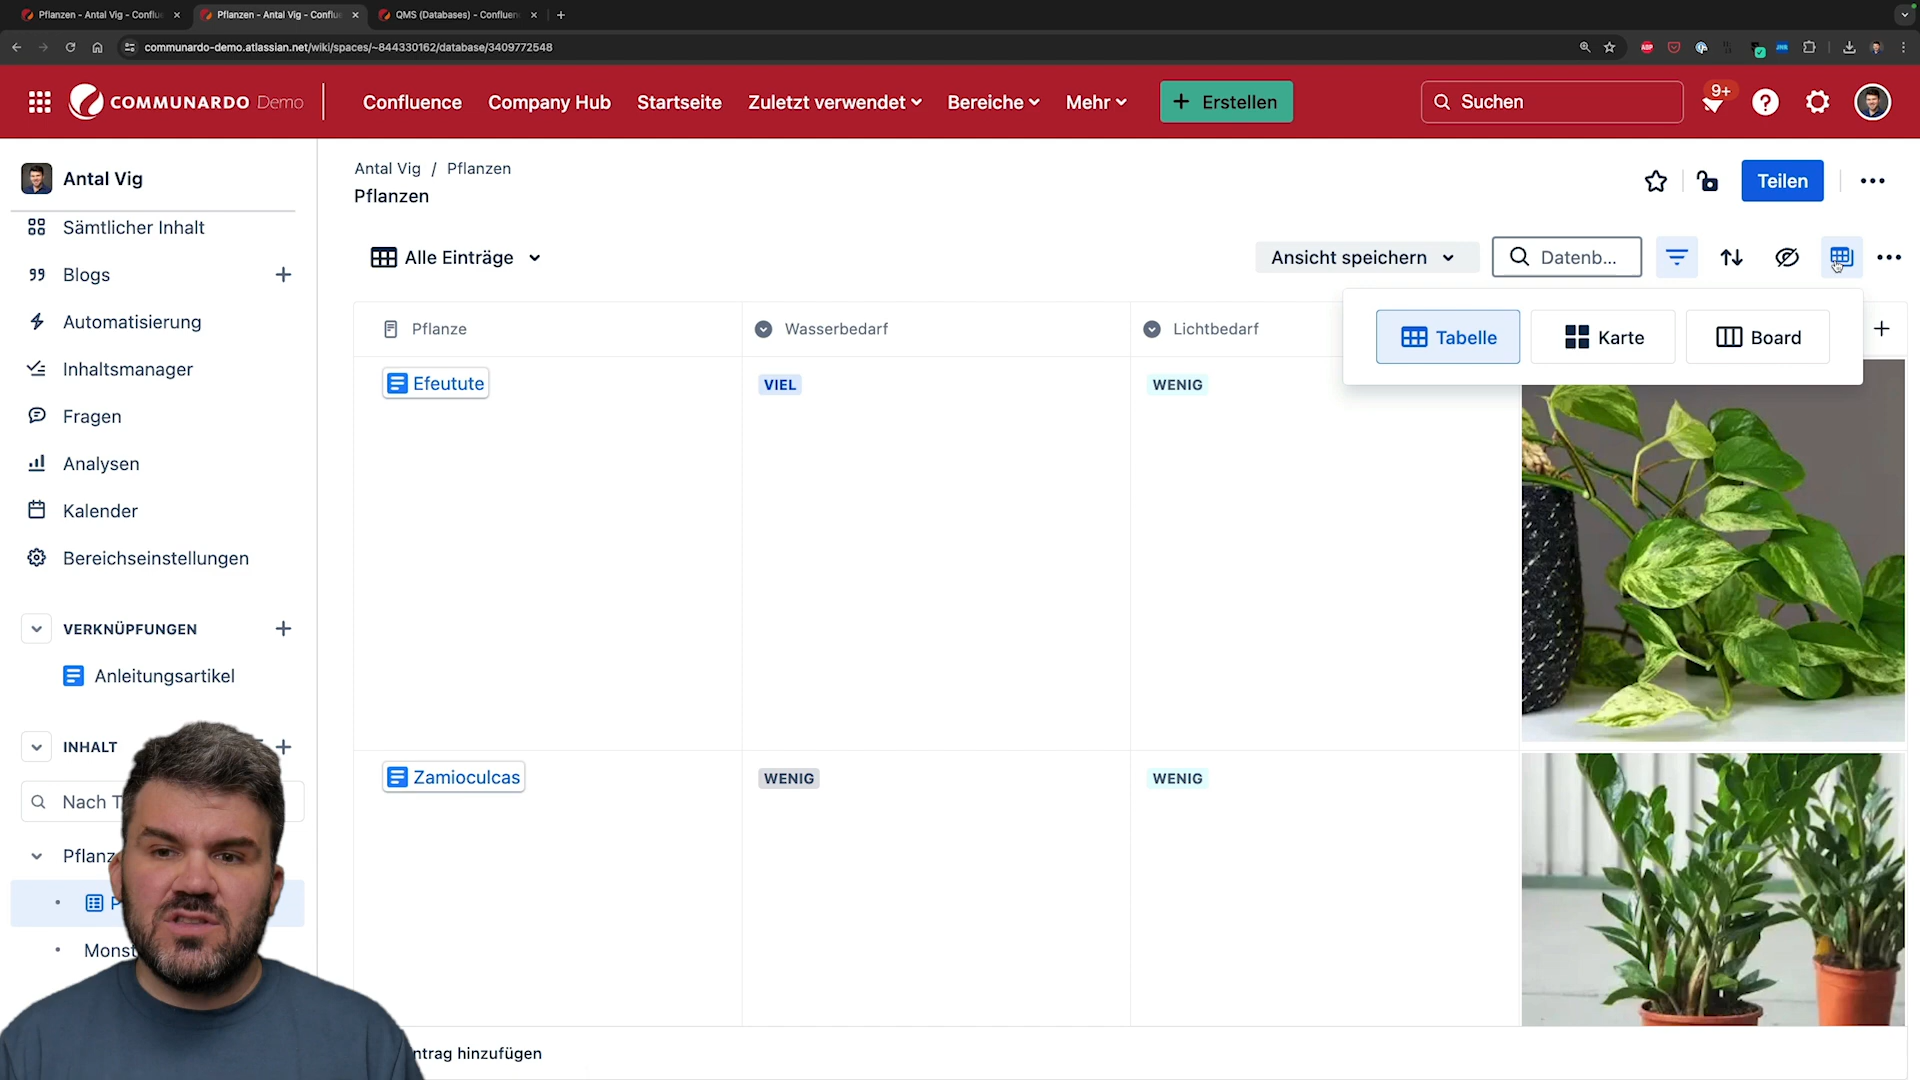 Pflanzen - Antal Vig - Conflu
Pflanzen - Antal Vig - Conflue
QMS (Databases) - Confluen
communardo-demo.atlassian.net/wiki/spaces/~844330162/database/3409772548
COMMUNARDO Demo
Confluence
Company Hub
Startseite
Zuletzt verwendet
Bereiche
Mehr
+ Erstellen
Suchen
9+
Antal Vig
Sämtlicher Inhalt
Blogs
Automatisierung
Inhaltsmanager
Fragen
Analysen
Kalender
Bereichseinstellungen
VERKNÜPFUNGEN
Anleitungsartikel
INHALT
Nach T
Pflanz
P
Monst
Antal Vig / Pflanzen
Pflanzen
Teilen
Alle Einträge
Ansicht speichern
Datenb...
Tabelle
Karte
Board
Pflanze
Wasserbedarf
Lichtbedarf
Efeutute
VIEL
WENIG
Zamioculcas
WENIG
WENIG
ntrag hinzufügen